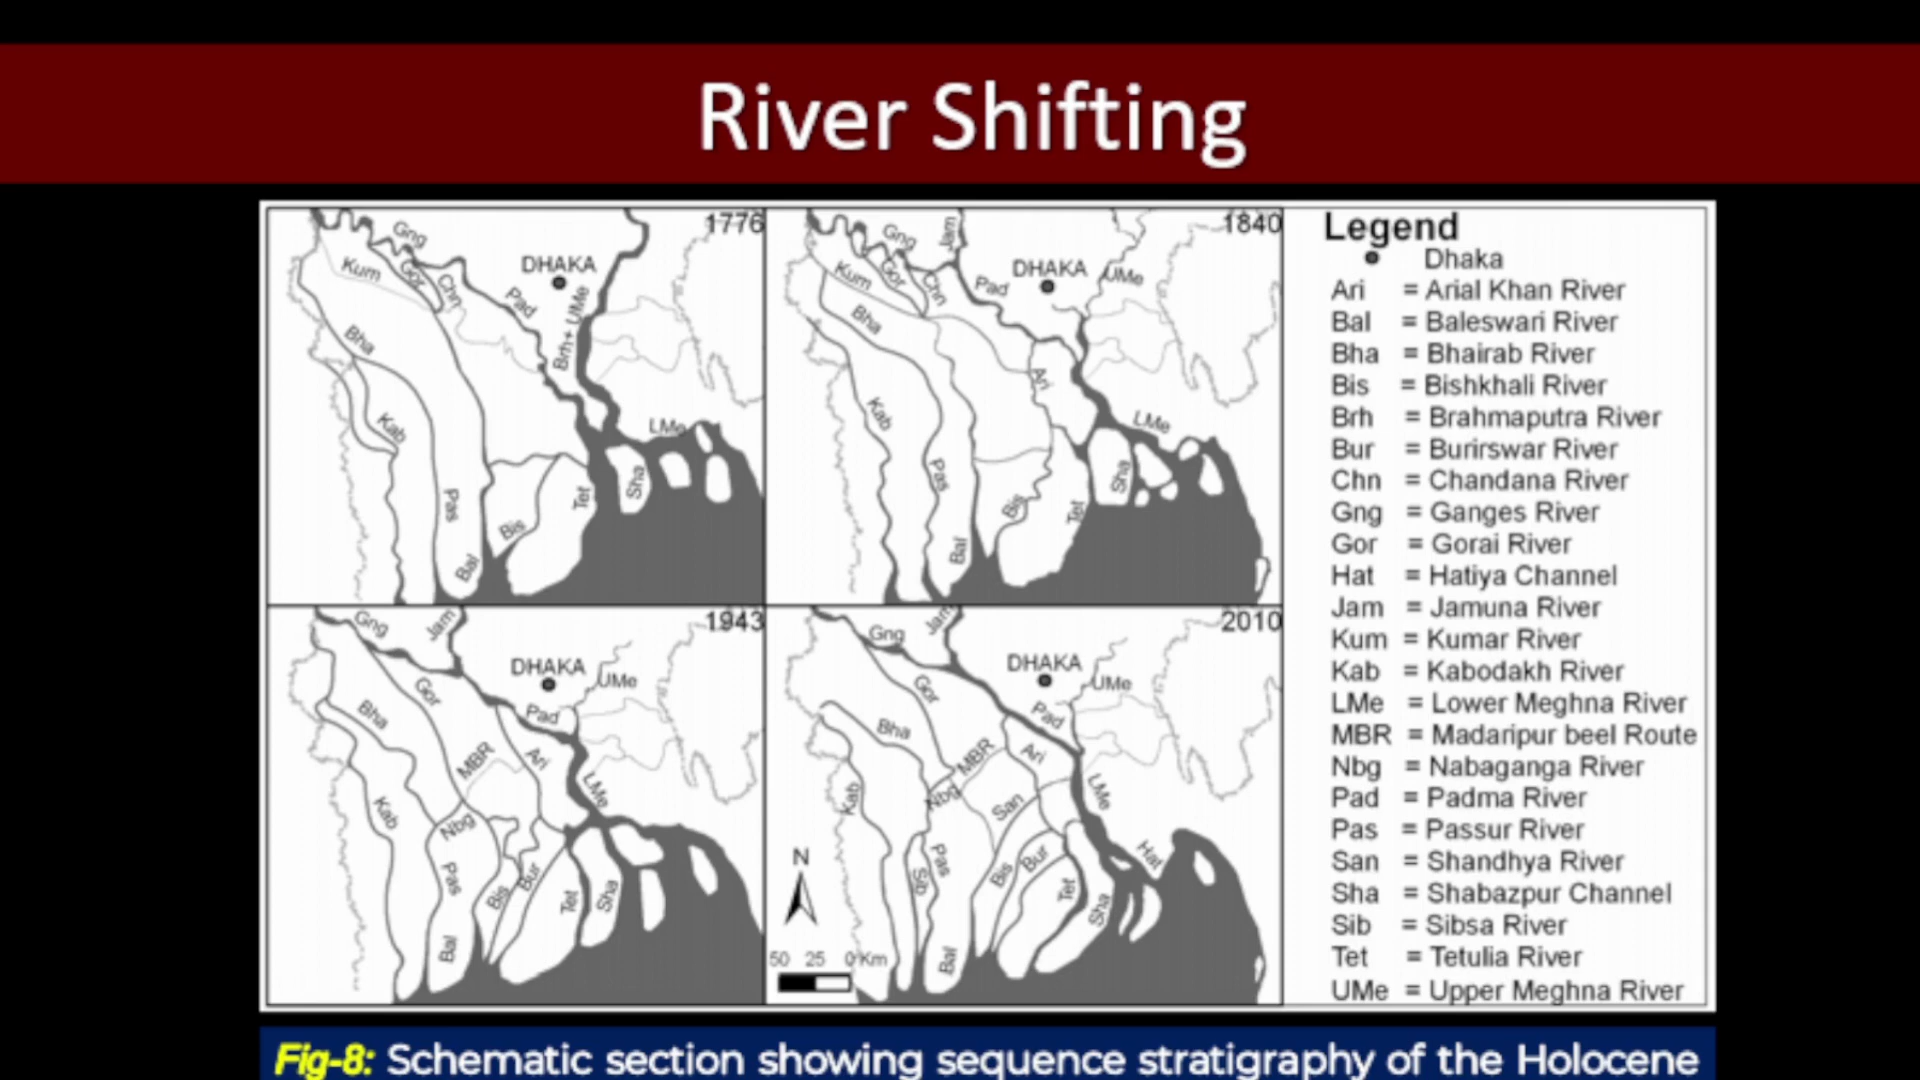 River Shifting
1776
Gng
Kum
Gor
Chn
DHAKA
Pad
Brh+ UMe
Bha
Kab
LMe
Pas
Sha
Tet
Bis
Bal
1840
Gng
Jam
Kum
Gor
Chn
DHAKA
UMe
Pad
Bha
Ari
Kab
LMe
Pas
Sha
Bis
Tet
Bal
1943
Gng
Jam
DHAKA
UMe
Gor
Bha
Pad
MBR
Ari
LMe
Kab
Nbg
Pas
Bis
Bur
Tet
Sha
Bal
2010
Gng
Jam
DHAKA
UMe
Gor
Bha
Pad
MBR
Ari
Kab
Nbg
San
LMe
Hat
Pas
Sib
Bis
Bur
Tet
Sha
Bal
N
50 25 0 Km
Legend
Dhaka
Ari = Arial Khan River
Bal = Baleswari River
Bha = Bhairab River
Bis = Bishkhali River
Brh = Brahmaputra River
Bur = Burirswar River
Chn = Chandana River
Gng = Ganges River
Gor = Gorai River
Hat = Hatiya Channel
Jam = Jamuna River
Kum = Kumar River
Kab = Kabodakh River
LMe = Lower Meghna River
MBR = Madaripur beel Route
Nbg = Nabaganga River
Pad = Padma River
Pas = Passur River
San = Shandhya River
Sha = Shabazpur Channel
Sib = Sibsa River
Tet = Tetulia River
UMe = Upper Meghna River
Fig-8: Schematic section showing sequence stratigraphy of the Holocene